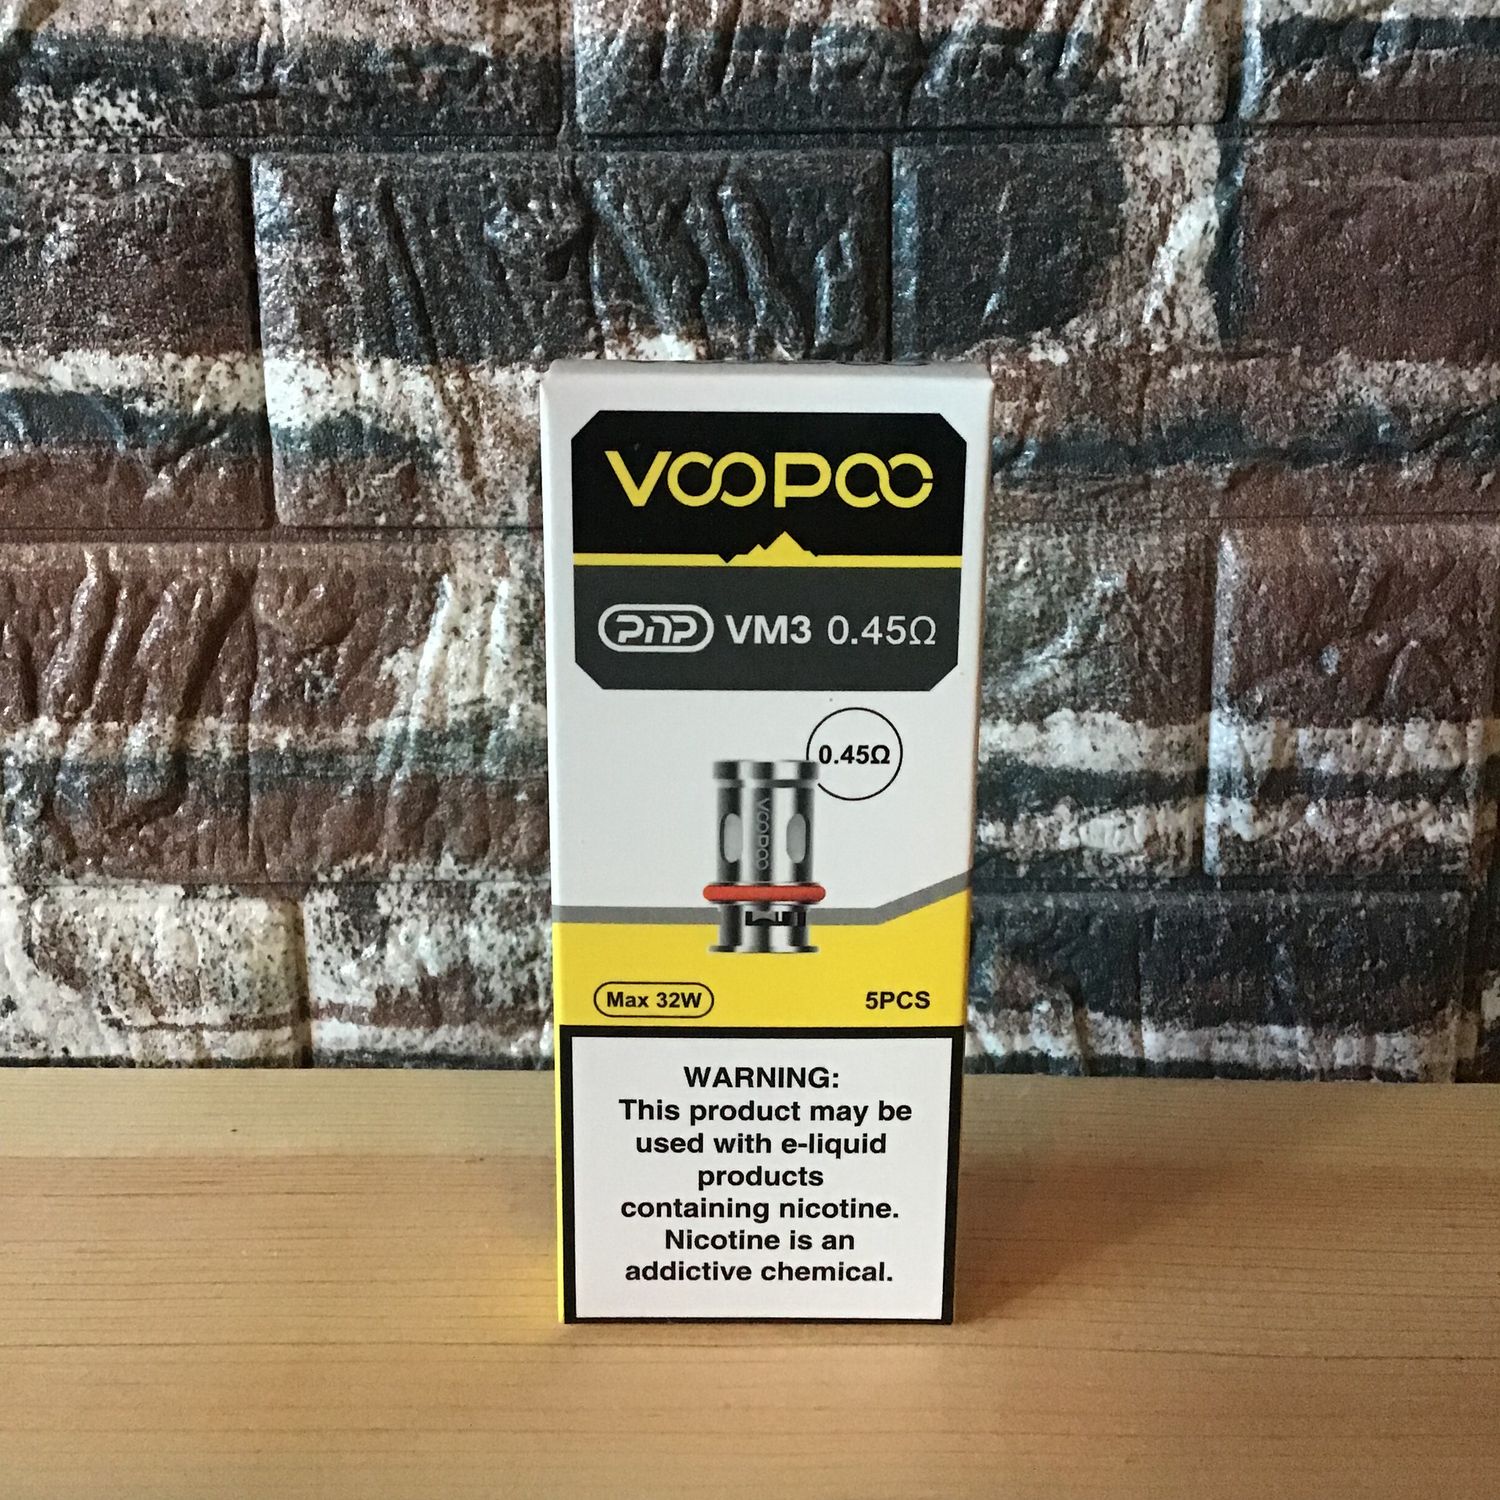 VOOPOO
PnP VM3 0.45Ω
0.45Ω
VOOPOO
Max 32W 5PCS
WARNING:
This product may be
used with e-liquid
products
containing nicotine.
Nicotine is an
addictive chemical.